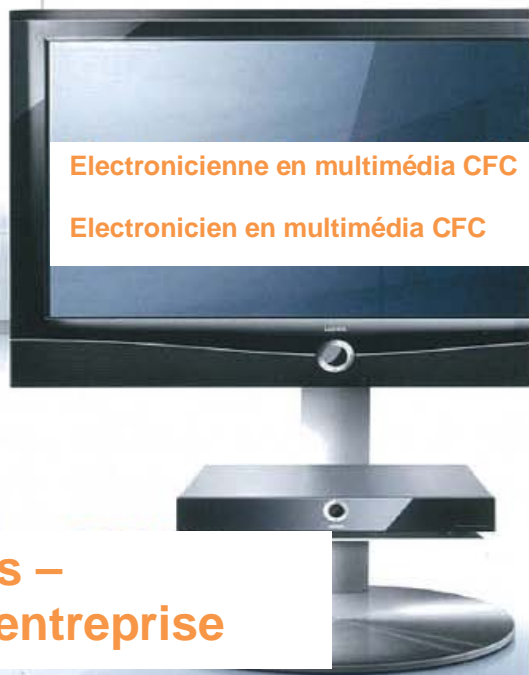 Electronicienne en multimédia CFC
Electronicien en multimédia CFC
s –
entreprise